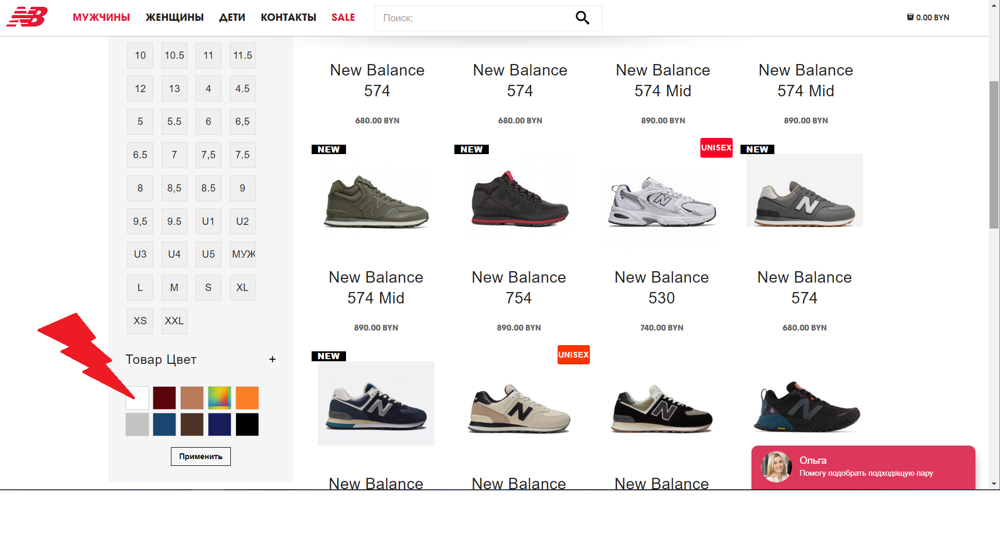 NB
МУЖЧИНЫ ЖЕНЩИНЫ ДЕТИ КОНТАКТЫ SALE
Поиск:
0.00 BYN
10 10.5 11 11.5
12 13 4 4.5
5 5.5 6 6,5
6.5 7 7,5 7.5
8 8,5 8.5 9
9,5 9.5 U1 U2
U3 U4 U5 МУЖ
L M S XL
XS XXL
Товар Цвет +
Применить
New Balance
574
680.00 BYN
New Balance
574
680.00 BYN
New Balance
574 Mid
890.00 BYN
New Balance
574 Mid
890.00 BYN
NEW
New Balance
574 Mid
890.00 BYN
NEW
New Balance
754
890.00 BYN
UNISEX
New Balance
530
740.00 BYN
NEW
New Balance
574
680.00 BYN
NEW
New Balance
UNISEX
New Balance
New Balance
Ольга
Помогу подобрать подходящую пару